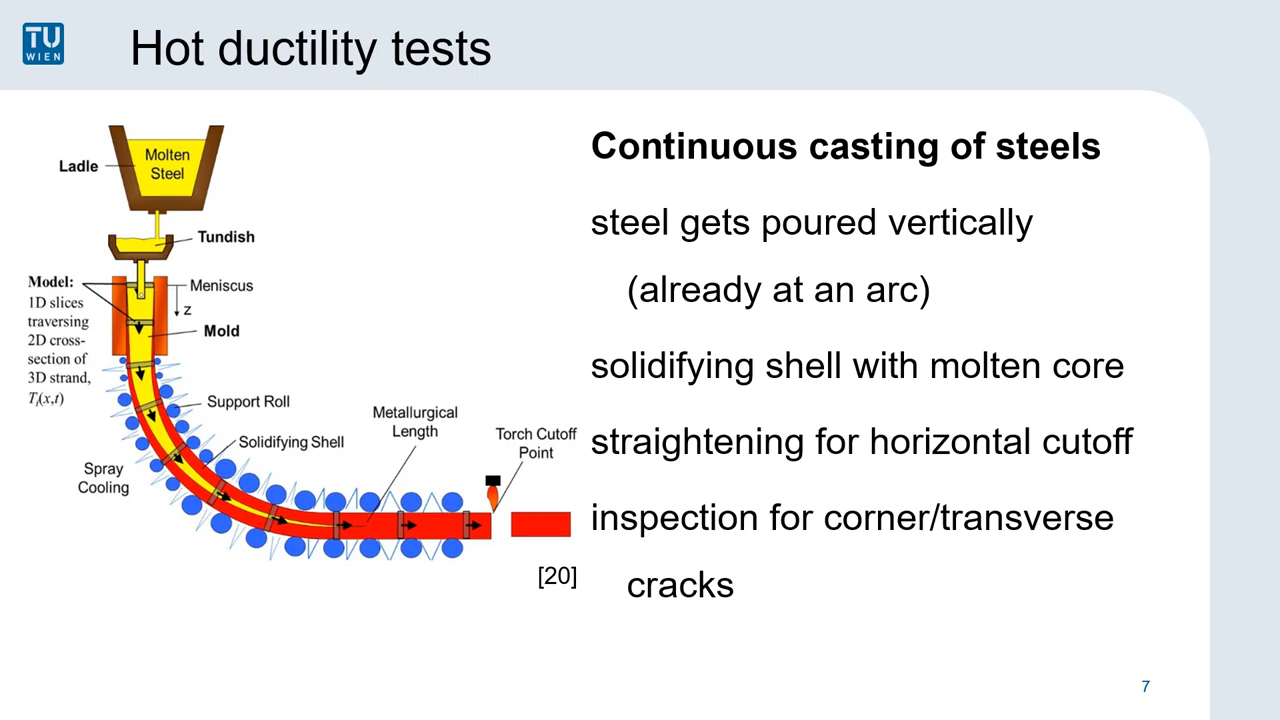 TU
WIEN
Hot ductility tests
Ladle
Molten
Steel
Tundish
Model:
1D slices
traversing
2D cross-
section of
3D strand,
Tᵢ(x,t)
Meniscus
z
Mold
Support Roll
Solidifying Shell
Spray
Cooling
Metallurgical
Length
Torch Cutoff
Point
[20]
Continuous casting of steels
steel gets poured vertically
(already at an arc)
solidifying shell with molten core
straightening for horizontal cutoff
inspection for corner/transverse
cracks
7